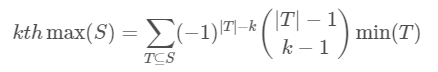 kth max(S) = ∑_{T⊆S} (−1)^{|T|−k} \binom{|T| − 1}{k − 1} min(T)